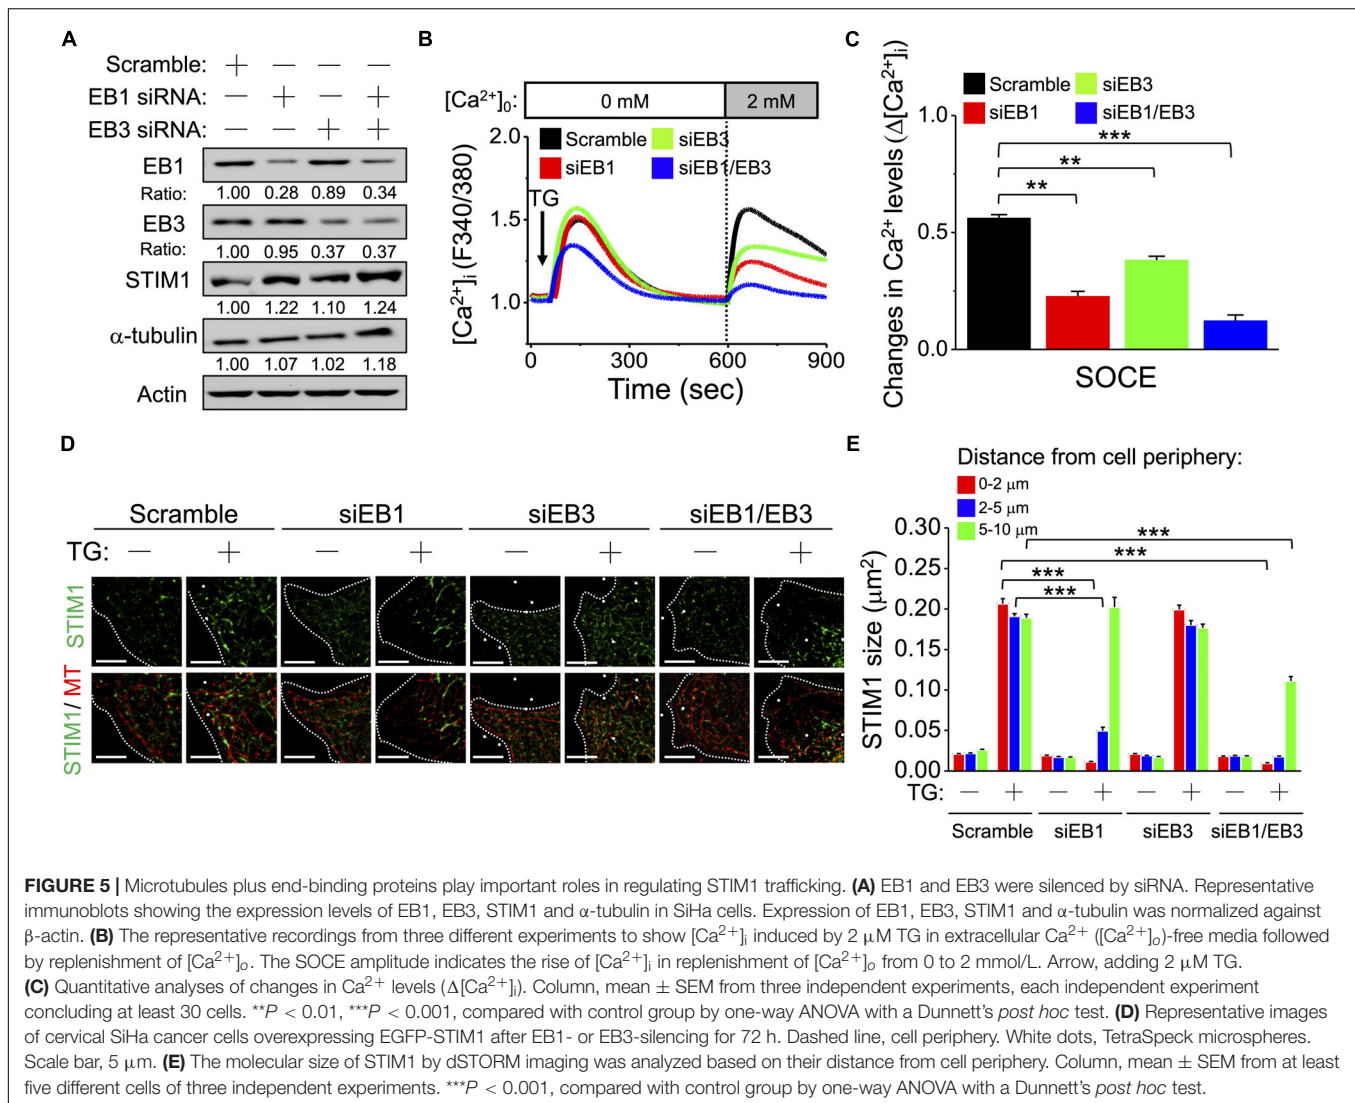 A
Scramble: + — — —
EB1 siRNA: — + — +
EB3 siRNA: — — + +
EB1
Ratio: 1.00 0.28 0.89 0.34
EB3
Ratio: 1.00 0.95 0.37 0.37
STIM1
1.00 1.22 1.10 1.24
α-tubulin
1.00 1.07 1.02 1.18
Actin
B
[Ca²⁺]₀: 0 mM 2 mM
Scramble siEB3
siEB1 siEB1/EB3
TG
[Ca²⁺]ᵢ (F340/380)
2.0
1.5
1.0
0 300 600 900
Time (sec)
C
Changes in Ca²⁺ levels (Δ[Ca²⁺]ᵢ)
Scramble siEB3
siEB1 siEB1/EB3
***
**
**
1.0
0.5
0.0
SOCE
D
Scramble siEB1 siEB3 siEB1/EB3
TG: — + — + — + — +
STIM1
STIM1/ MT
E
Distance from cell periphery:
0-2 μm
2-5 μm
5-10 μm
***
***
***
***
STIM1 size (μm²)
0.30
0.25
0.20
0.15
0.10
0.05
0.00
TG: — + — + — + — +
Scramble siEB1 siEB3 siEB1/EB3
FIGURE 5 | Microtubules plus end-binding proteins play important roles in regulating STIM1 trafficking. (A) EB1 and EB3 were silenced by siRNA. Representative
immunoblots showing the expression levels of EB1, EB3, STIM1 and α-tubulin in SiHa cells. Expression of EB1, EB3, STIM1 and α-tubulin was normalized against
β-actin. (B) The representative recordings from three different experiments to show [Ca²⁺]ᵢ induced by 2 μM TG in extracellular Ca²⁺ ([Ca²⁺]ₒ)-free media followed
by replenishment of [Ca²⁺]ₒ. The SOCE amplitude indicates the rise of [Ca²⁺]ᵢ in replenishment of [Ca²⁺]ₒ from 0 to 2 mmol/L. Arrow, adding 2 μM TG.
(C) Quantitative analyses of changes in Ca²⁺ levels (Δ[Ca²⁺]ᵢ). Column, mean ± SEM from three independent experiments, each independent experiment
concluding at least 30 cells. **P < 0.01, ***P < 0.001, compared with control group by one-way ANOVA with a Dunnett's post hoc test. (D) Representative images
of cervical SiHa cancer cells overexpressing EGFP-STIM1 after EB1- or EB3-silencing for 72 h. Dashed line, cell periphery. White dots, TetraSpeck microspheres.
Scale bar, 5 μm. (E) The molecular size of STIM1 by dSTORM imaging was analyzed based on their distance from cell periphery. Column, mean ± SEM from at least
five different cells of three independent experiments. ***P < 0.001, compared with control group by one-way ANOVA with a Dunnett's post hoc test.